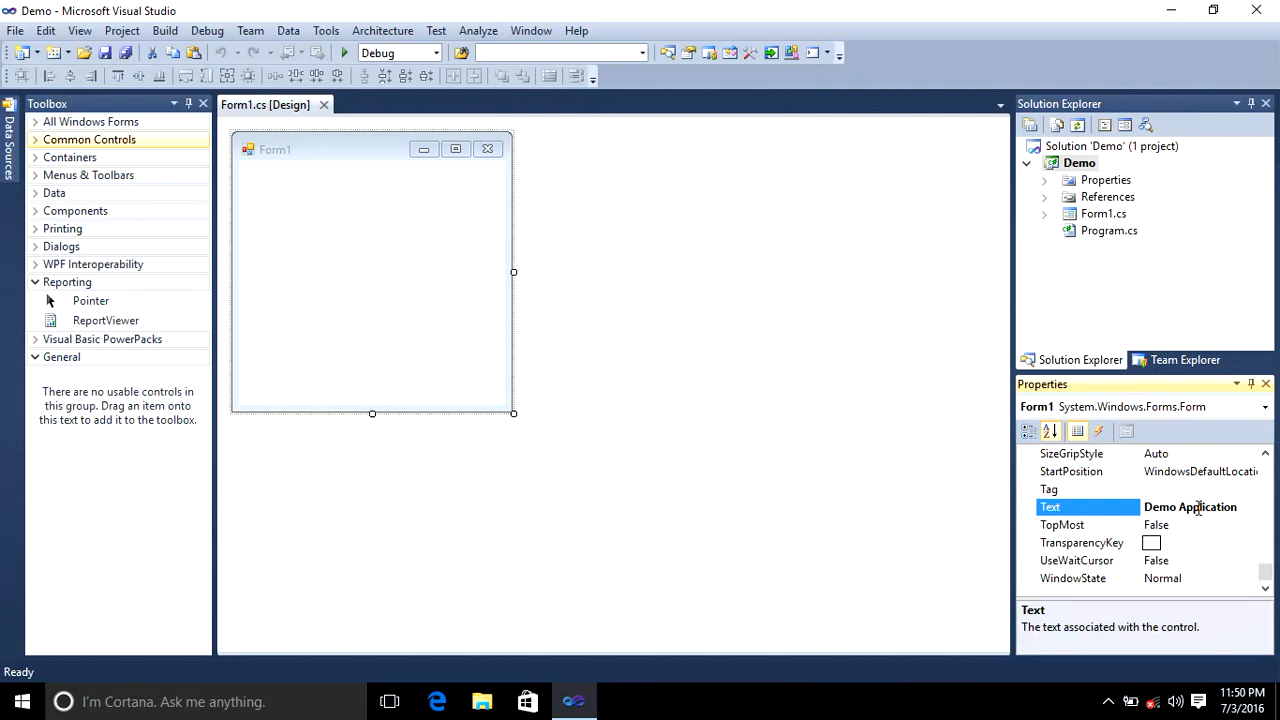 Demo - Microsoft Visual Studio
File Edit View Project Build Debug Team Data Tools Architecture Test Analyze Window Help
Debug
Toolbox
All Windows Forms
Common Controls
Containers
Menus & Toolbars
Data
Components
Printing
Dialogs
WPF Interoperability
Reporting
Pointer
ReportViewer
Visual Basic PowerPacks
General
There are no usable controls in
this group. Drag an item onto
this text to add it to the toolbox.
Data Sources
Form1.cs [Design]
Form1
Solution Explorer
Solution 'Demo' (1 project)
Demo
Properties
References
Form1.cs
Program.cs
Solution Explorer Team Explorer
Properties
Form1 System.Windows.Forms.Form
SizeGripStyle Auto
StartPosition WindowsDefaultLocati
Tag
Text Demo Application
TopMost False
TransparencyKey
UseWaitCursor False
WindowState Normal
Text
The text associated with the control.
Ready
I'm Cortana. Ask me anything.
11:50 PM
7/3/2016